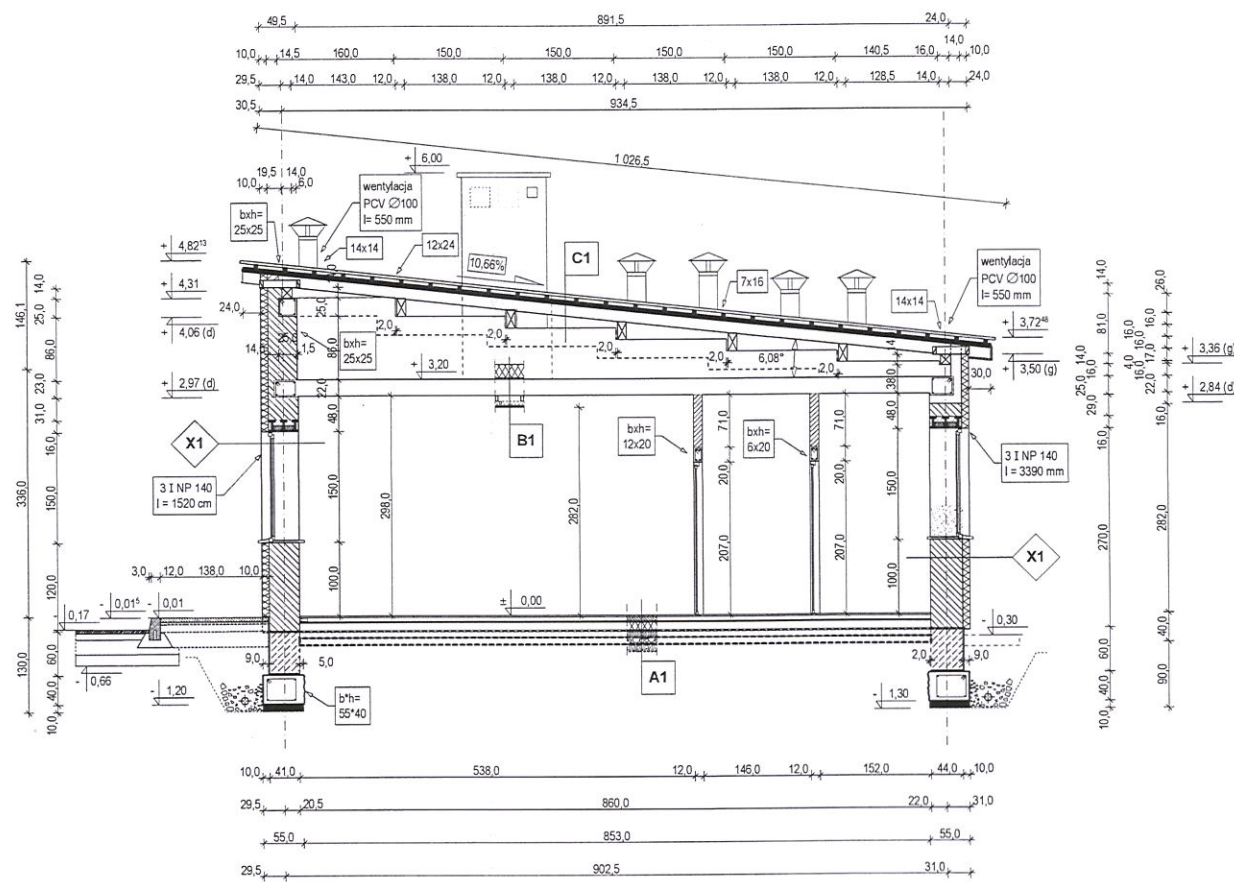 49,5 891,5 24,0
14,0
10,0 14,5 160,0 150,0 150,0 150,0 150,0 140,5 16,0 10,0
29,5 14,0 143,0 12,0 138,0 12,0 138,0 12,0 138,0 12,0 138,0 12,0 128,5 14,0 24,0
30,5 934,5
1 026,5
+ 6,00
19,5 14,0
10,0 6,0
wentylacja
PCV Ø100
l= 550 mm
bxh=
25x25
14x14
12x24
10,66%
C1
7x16
14x14
wentylacja
PCV Ø100
l= 550 mm
+ 4,82¹³
+ 4,31
+ 4,06 (d)
+ 2,97 (d)
24,0
25,0
86,0
1,5
22,0
bxh=
25x25
2,0
2,0
2,0
2,0
2,0
6,08°
+ 3,20
+ 3,72⁴⁸
+ 3,50 (g)
+ 3,36 (g)
+ 2,84 (d)
30,0
38,0
146,1
336,0
130,0
14,0
25,0
86,0
23,0
31,0
16,0
150,0
120,0
60,0
40,0
10,0
48,0
150,0
100,0
298,0
282,0
X1
B1
3 I NP 140
l = 1520 cm
bxh=
12x20
bxh=
6x20
71,0
20,0
207,0
71,0
20,0
207,0
48,0
150,0
100,0
3 I NP 140
l = 3390 mm
X1
14,0
81,0
14,0
16,0
25,0
29,0
16,0
270,0
60,0
40,0
10,0
16,0
16,0
4,0
16,0
26,0
16,0
16,0
17,0
16,0
22,0
16,0
282,0
40,0
90,0
3,0 12,0 138,0 10,0
- 0,17
- 0,01⁵
- 0,01
± 0,00
- 0,30
- 0,66
- 1,20
- 1,30
9,0 5,0
2,0 9,0
b*h=
55*40
A1
10,0 41,0 538,0 12,0 146,0 12,0 152,0 44,0 10,0
29,5 20,5 860,0 22,0 31,0
55,0 853,0 55,0
29,5 902,5 31,0